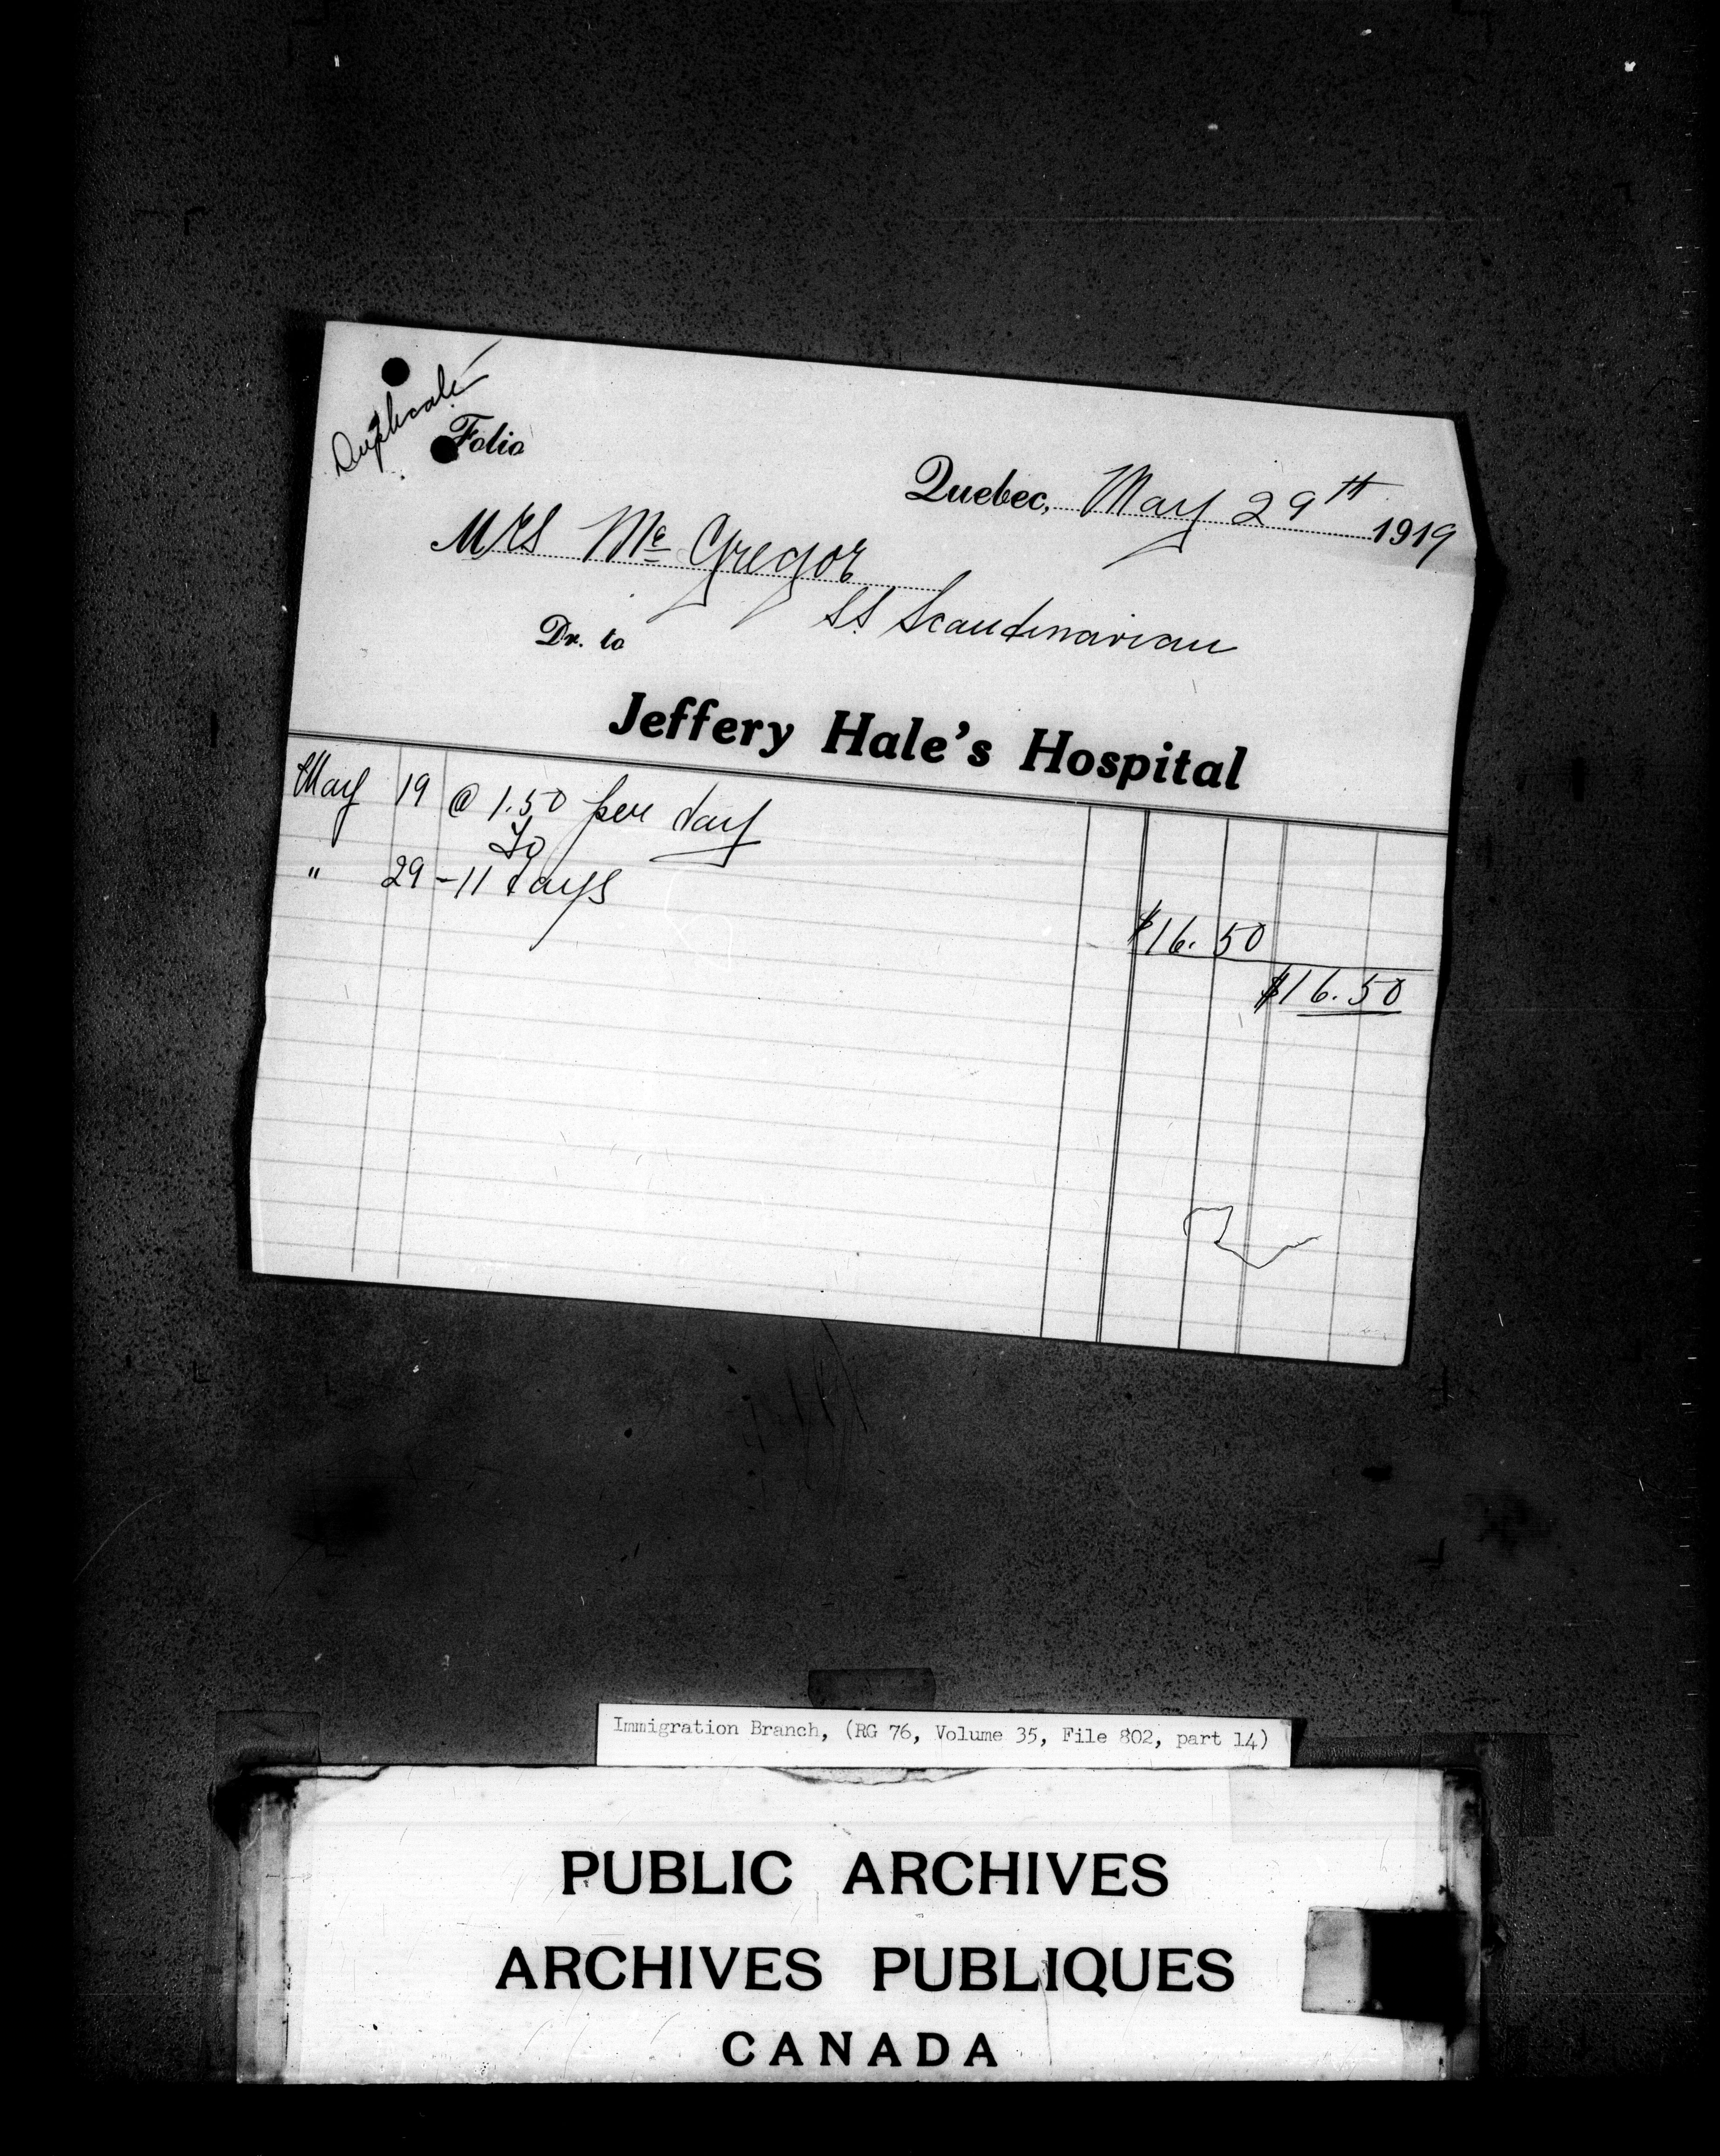 Duplicate
Folio
Quebec, May 29th 1919
Mrs McGregor
SS Scandinavian
Dr. to
Jeffery Hale's Hospital
May 19 @ 1.50 per day
To
" 29 - 11 days
$16.50
$16.50
Immigration Branch, (RG 76, Volume 35, File 802, part 14)
PUBLIC ARCHIVES
ARCHIVES PUBLIQUES
CANADA